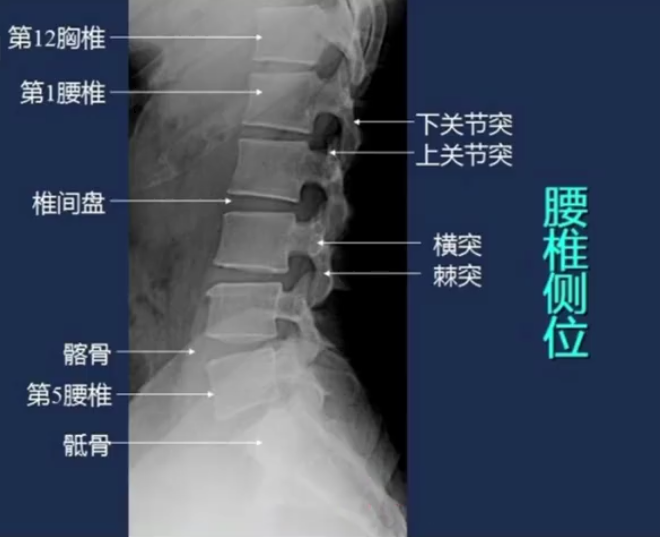 第12胸椎
第1腰椎
椎间盘
髂骨
第5腰椎
骶骨
下关节突
上关节突
横突
棘突
腰椎侧位